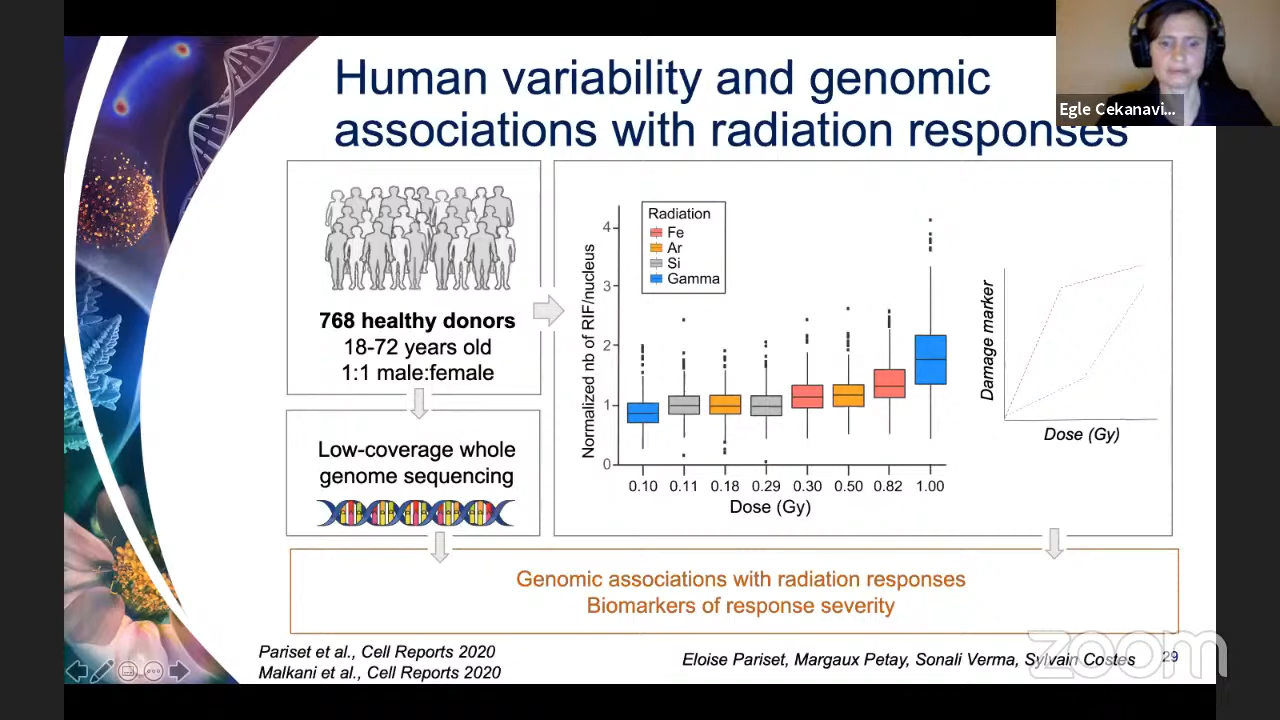 Human variability and genomic
associations with radiation responses
Egle Cekanavi...
768 healthy donors
18-72 years old
1:1 male:female
Low-coverage whole
genome sequencing
Normalized nb of RIF/nucleus
4
3
2
1
0
Radiation
Fe
Ar
Si
Gamma
0.10 0.11 0.18 0.29 0.30 0.50 0.82 1.00
Dose (Gy)
Damage marker
Dose (Gy)
Genomic associations with radiation responses
Biomarkers of response severity
Pariset et al., Cell Reports 2020
Malkani et al., Cell Reports 2020
Eloise Pariset, Margaux Petay, Sonali Verma, Sylvain Costes
29
zoom